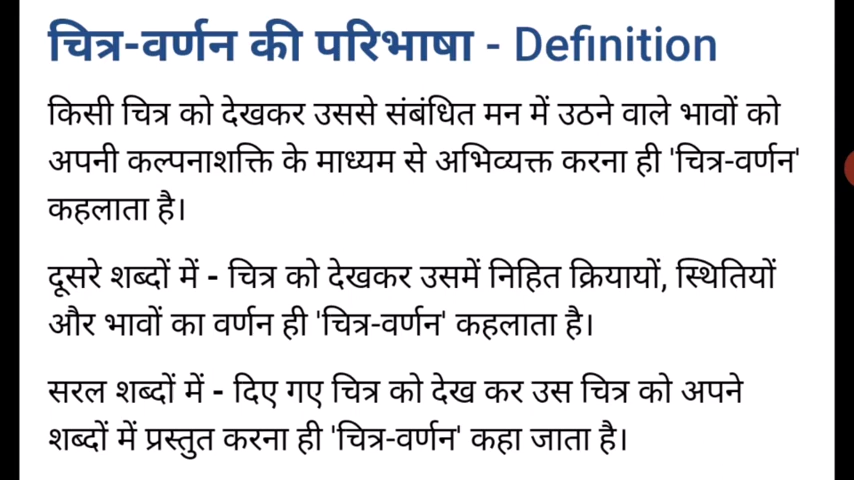 चित्र-वर्णन की परिभाषा - Definition
किसी चित्र को देखकर उससे संबंधित मन में उठने वाले भावों को
अपनी कल्पनाशक्ति के माध्यम से अभिव्यक्त करना ही 'चित्र-वर्णन'
कहलाता है।
दूसरे शब्दों में - चित्र को देखकर उसमें निहित क्रियायों, स्थितियों
और भावों का वर्णन ही 'चित्र-वर्णन' कहलाता है।
सरल शब्दों में - दिए गए चित्र को देख कर उस चित्र को अपने
शब्दों में प्रस्तुत करना ही 'चित्र-वर्णन' कहा जाता है।